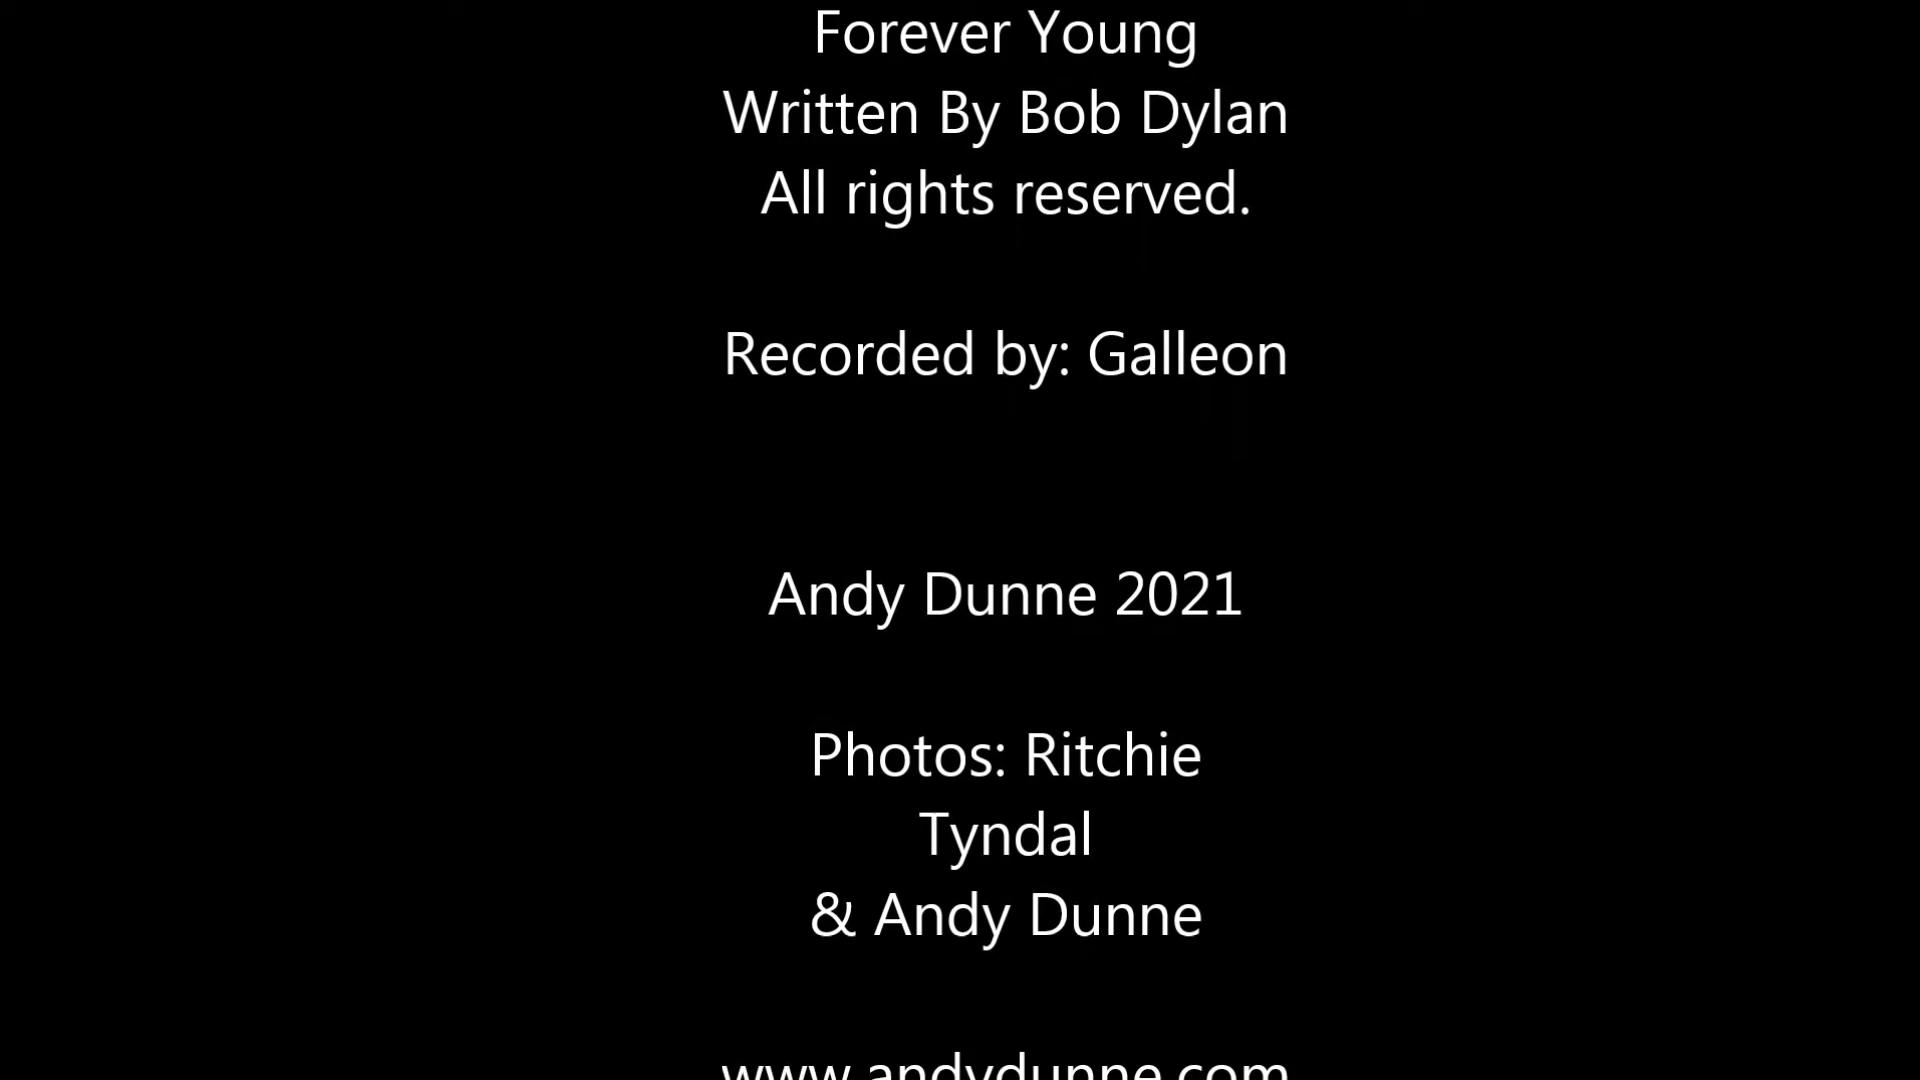 Forever Young
Written By Bob Dylan
All rights reserved.
Recorded by: Galleon
Andy Dunne 2021
Photos: Ritchie
Tyndal
& Andy Dunne
www.andydunne.com